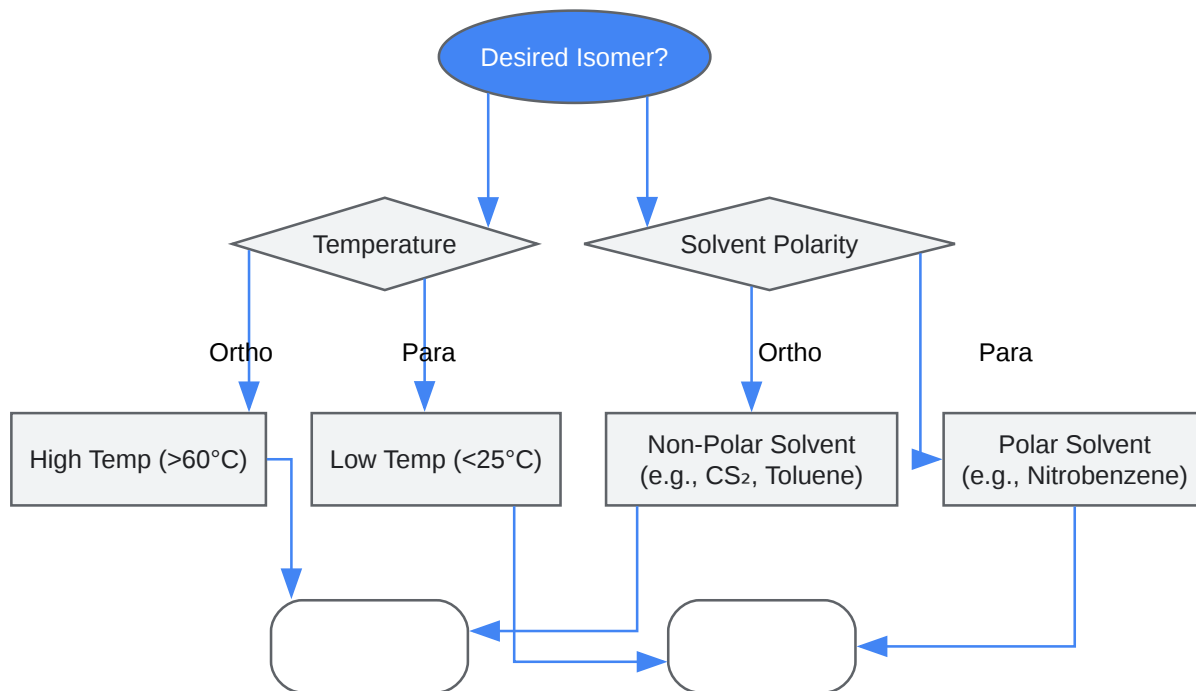 Desired Isomer?
Temperature
Solvent Polarity
Ortho
Para
Ortho
Para
High Temp (>60°C)
Low Temp (<25°C)
Non-Polar Solvent
(e.g., CS₂, Toluene)
Polar Solvent
(e.g., Nitrobenzene)